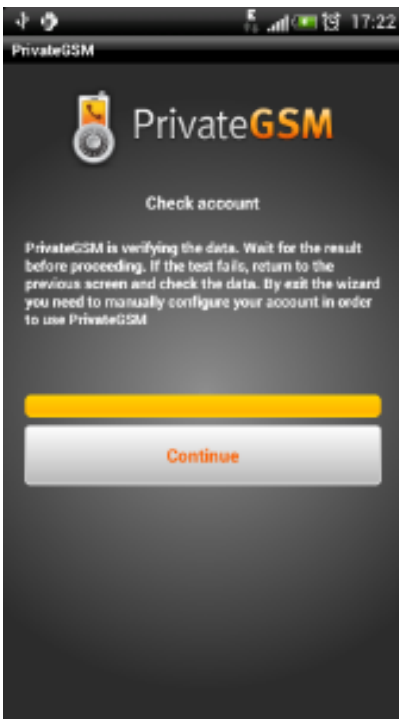 17:22
PrivateGSM
PrivateGSM
Check account
PrivateGSM is verifying the data. Wait for the result
before proceeding. If the test fails, return to the
previous screen and check the data. By exit the wizard
you need to manually configure your account in order
to use PrivateGSM
Continue